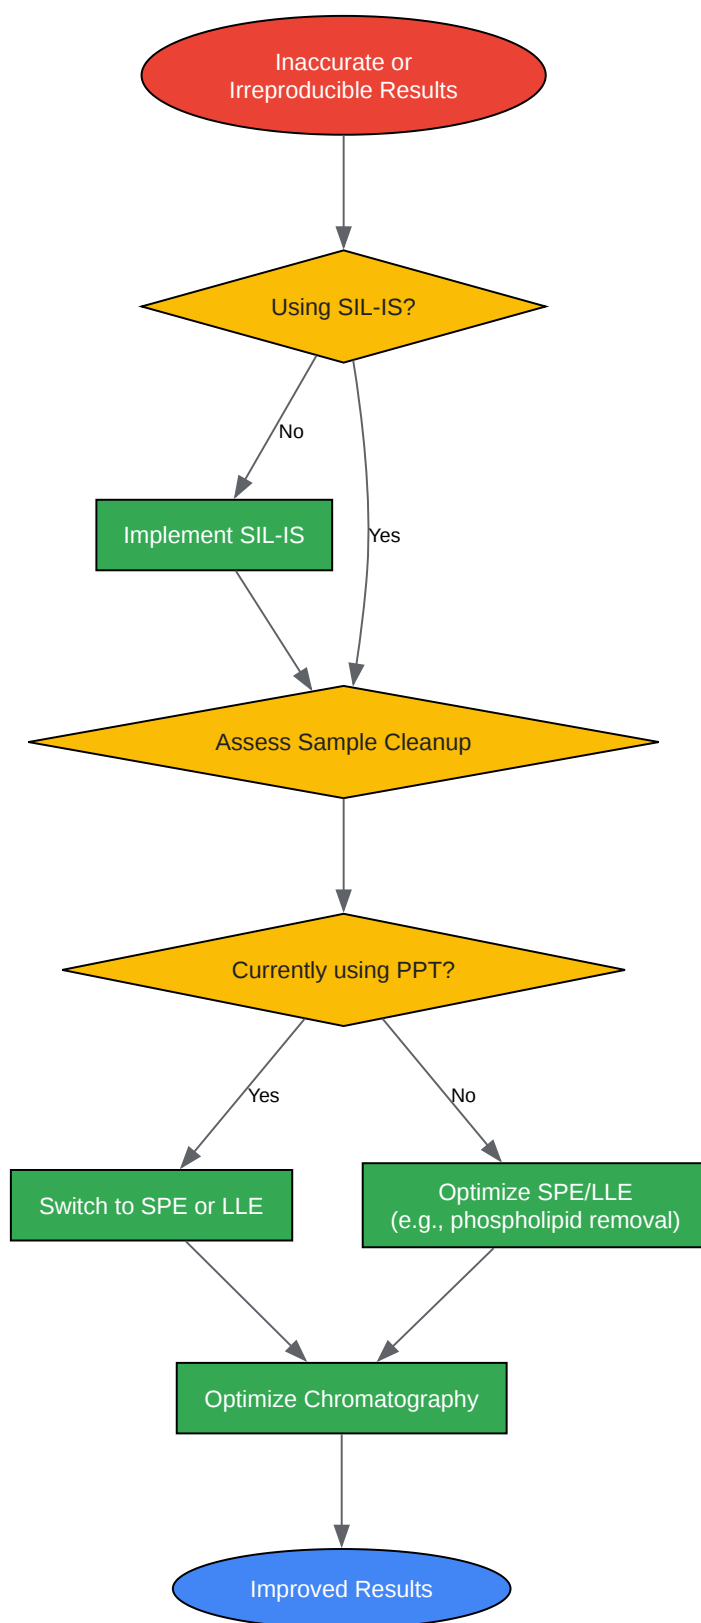 Inaccurate or
Irreproducible Results
Using SIL-IS?
No
Implement SIL-IS
Yes
Assess Sample Cleanup
Currently using PPT?
Yes
No
Switch to SPE or LLE
Optimize SPE/LLE
(e.g., phospholipid removal)
Optimize Chromatography
Improved Results